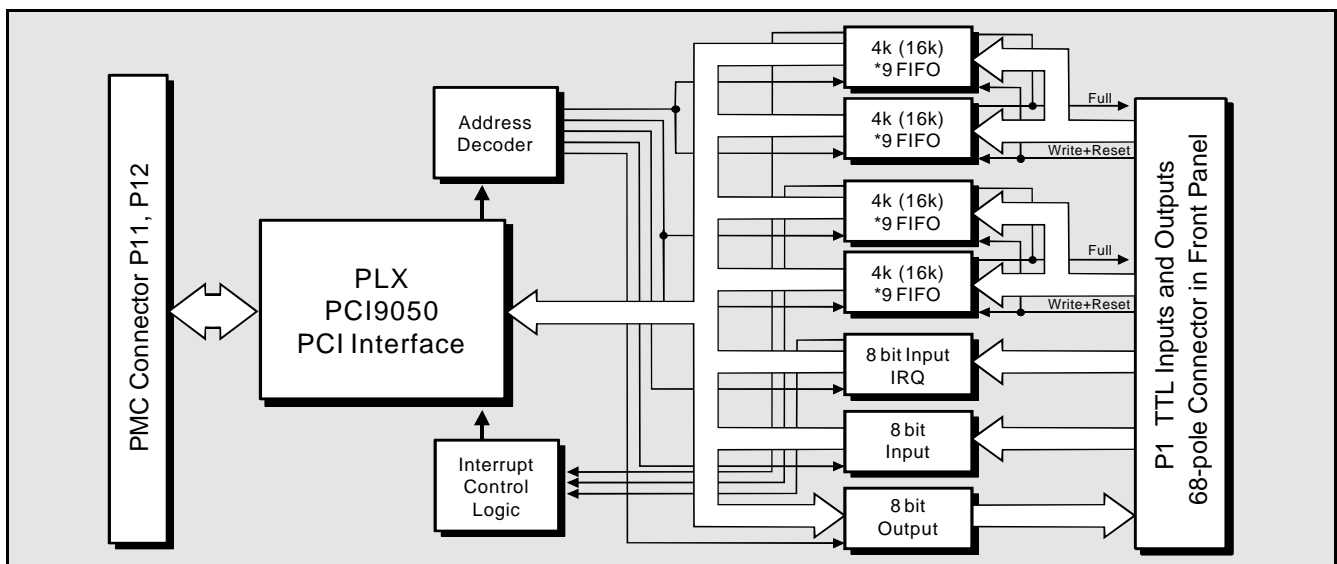 PMC Connector P11, P12
PLX
PCI9050
PCI Interface
Address
Decoder
Interrupt
Control
Logic
4k (16k)
*9 FIFO
4k (16k)
*9 FIFO
4k (16k)
*9 FIFO
4k (16k)
*9 FIFO
8 bit Input
IRQ
8 bit
Input
8 bit
Output
Full
Write+Reset
Full
Write+Reset
P1 TTL Inputs and Outputs
68-pole Connector in Front Panel